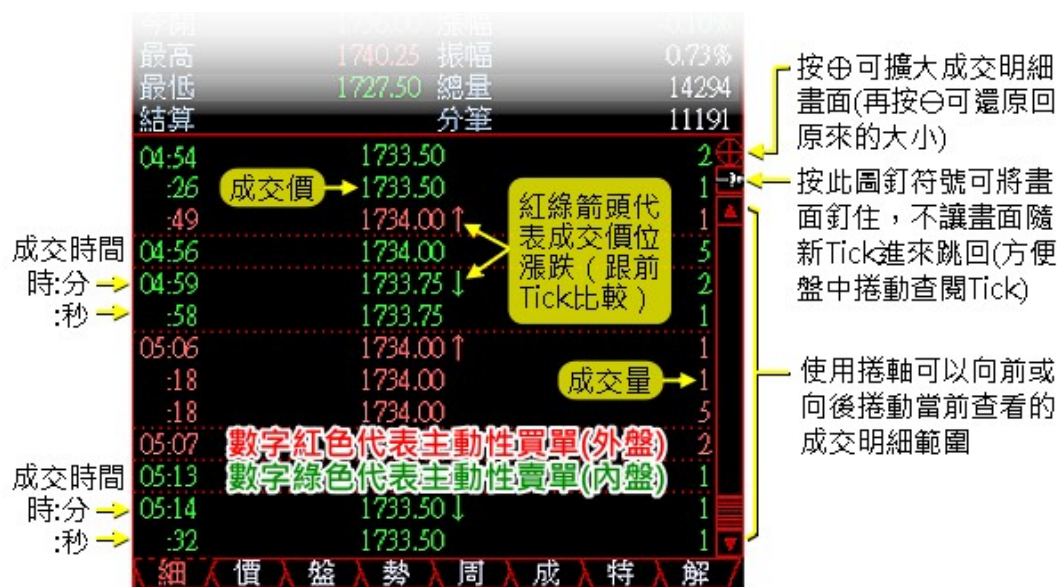 最高 1740.25 振幅 0.73%
最低 1727.50 總量 14294
結算 分筆 11191
04:54 1733.50 2
:26 1733.50 1
:49 1734.00↑ 1
04:56 1734.00 5
04:59 1733.75↓ 2
:58 1733.75 1
05:06 1734.00↑ 1
:18 1734.00 1
:18 1734.00 5
05:07 2
05:13 1
05:14 1733.50↓ 1
:32 1733.50 1
細 價 盤 勢 周 成 特 解
成交價
紅綠箭頭代
表成交價位
漲跌(跟前
Tick比較)
成交量
數字紅色代表主動性買單(外盤)
數字綠色代表主動性賣單(內盤)
成交時間
時:分
:秒
成交時間
時:分
:秒
按⊕可擴大成交明細
畫面(再按⊖可還原回
原來的大小)
按此圖釘符號可將畫
面釘住,不讓畫面隨
新Tick進來跳回(方便
盤中捲動查閱Tick)
使用捲軸可以向前或
向後捲動當前查看的
成交明細範圍